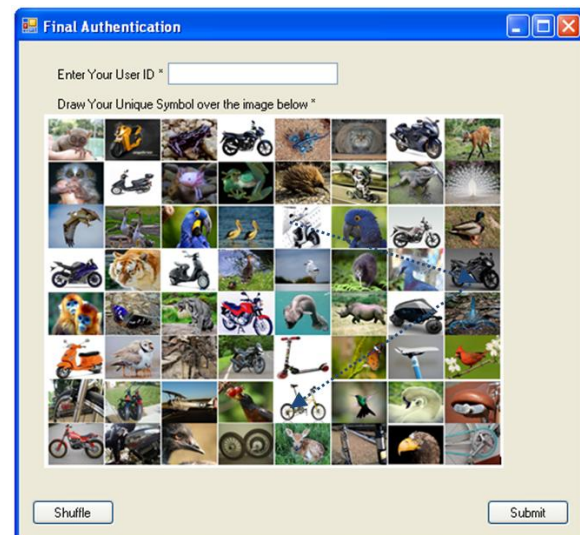 Final Authentication
Enter Your User ID *
Draw Your Unique Symbol over the image below *
Shuffle
Submit